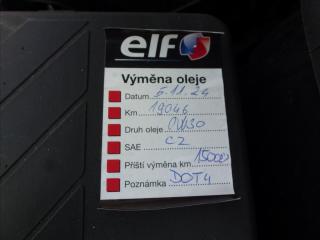 elf
Výměna oleje
Datum 5.11.24
Km 19046
Druh oleje 0W30
SAE C2
Příští výměna km 15000
Poznámka DOT4